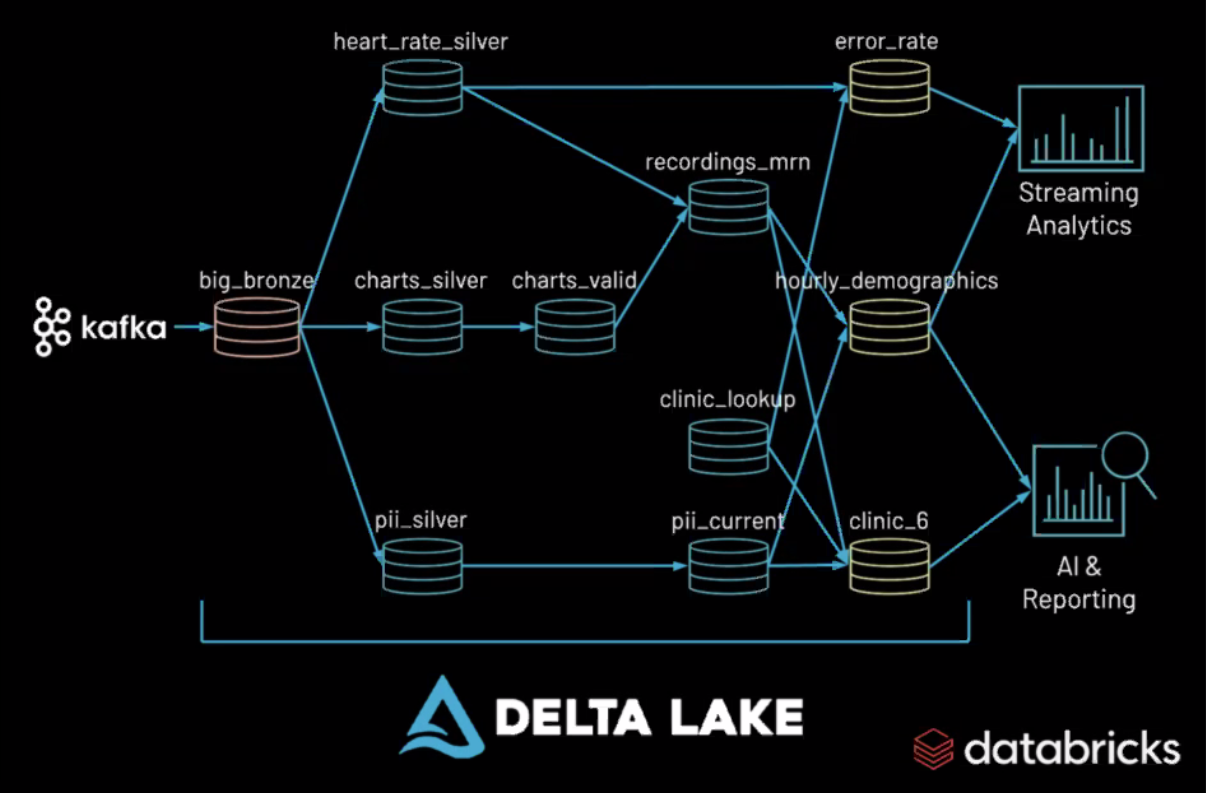 heart_rate_silver
error_rate
recordings_mrn
Streaming
Analytics
big_bronze
charts_silver
charts_valid
hourly_demographics
kafka
clinic_lookup
pii_silver
pii_current
clinic_6
AI &
Reporting
DELTA LAKE
databricks